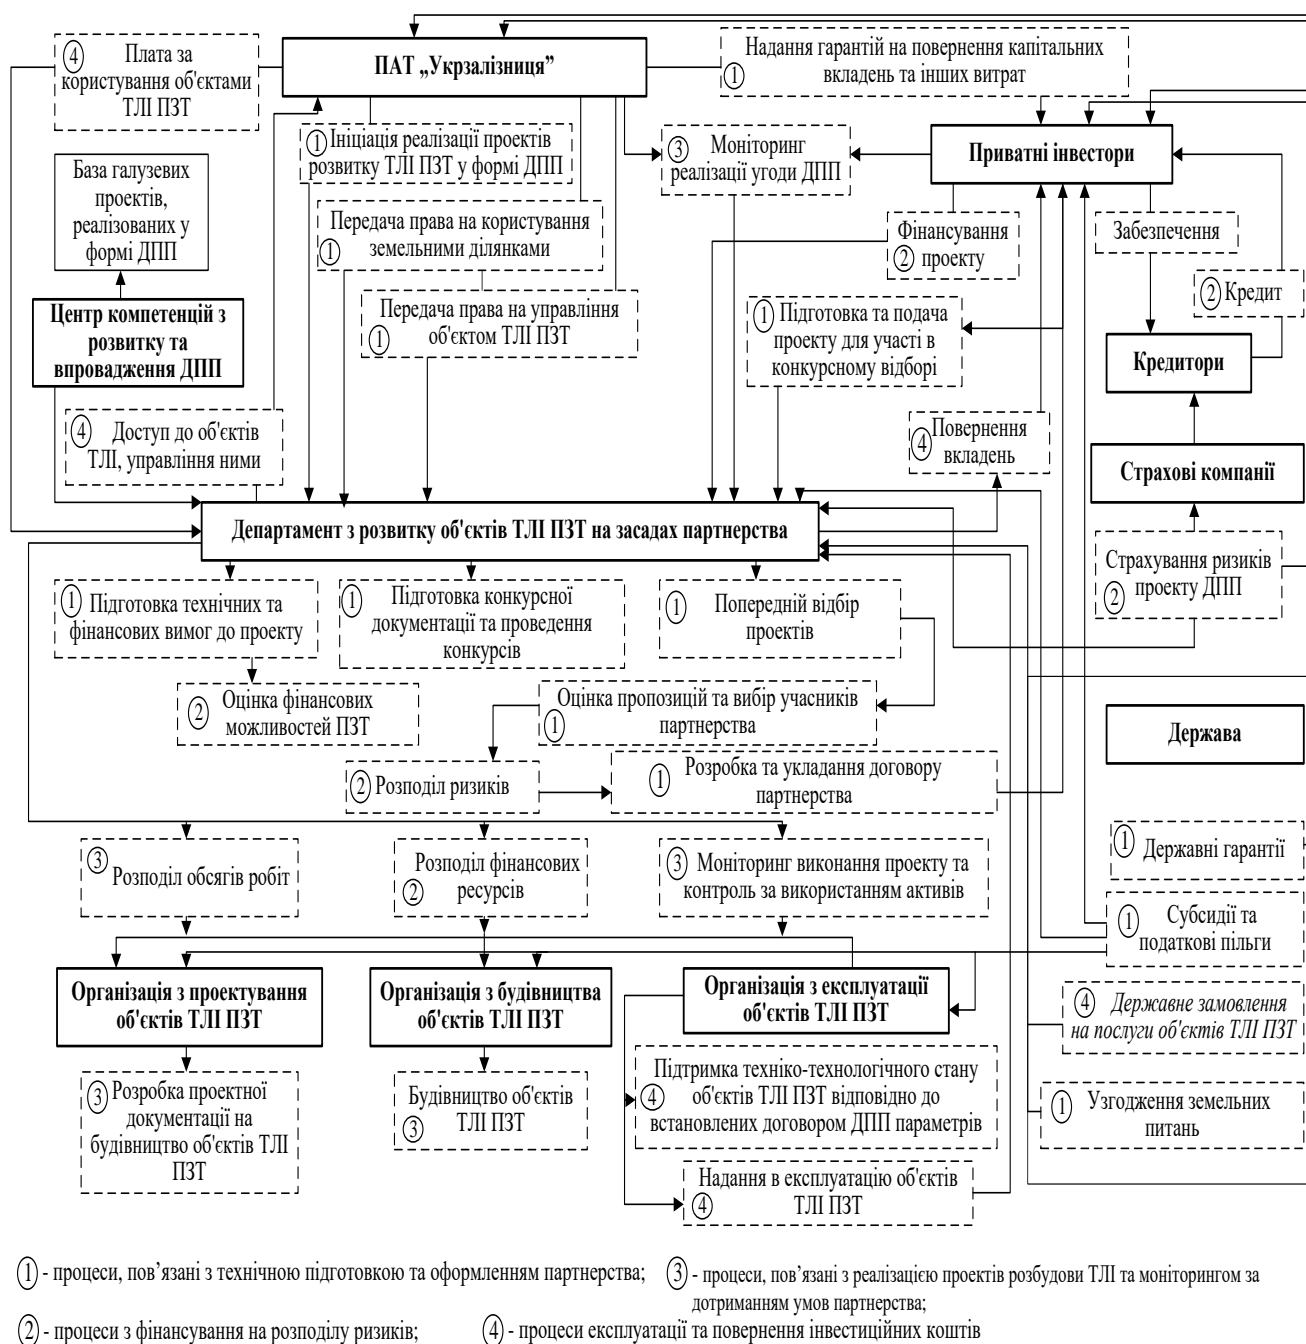 ④ Плата за
користування об'єктами
ТЛІ ПЗТ
ПАТ „Укрзалізниця”
Надання гарантій на повернення капітальних
① вкладень та інших витрат
База галузевих
проектів,
реалізованих у
формі ДПП
① Ініціація реалізації проектів
розвитку ТЛІ ПЗТ у формі ДПП
③ Моніторинг
реалізації угоди ДПП
Приватні інвестори
Передача права на користування
① земельними ділянками
Фінансування
② проекту
Забезпечення
Центр компетенцій з
розвитку та
впровадження ДПП
Передача права на управління
① об'єктом ТЛІ ПЗТ
① Підготовка та подача
проекту для участі в
конкурсному відборі
② Кредит
Кредитори
④ Доступ до об'єктів
ТЛІ, управління ними
Повернення
④ вкладень
Страхові компанії
Департамент з розвитку об'єктів ТЛІ ПЗТ на засадах партнерства
Страхування ризиків
② проекту ДПП
① Підготовка технічних та
фінансових вимог до проекту
① Підготовка конкурсної
документації та проведення
конкурсів
① Попередній відбір
проектів
② Оцінка фінансових
можливостей ПЗТ
Оцінка пропозицій та вибір учасників
① партнерства
Держава
② Розподіл ризиків
① Розробка та укладання договору
партнерства
③
Розподіл обсягів робіт
Розподіл фінансових
② ресурсів
③ Моніторинг виконання проекту та
контроль за використанням активів
① Державні гарантії
① Субсидії та
податкові пільги
Організація з проектування
об'єктів ТЛІ ПЗТ
Організація з будівництва
об'єктів ТЛІ ПЗТ
Організація з експлуатації
об'єктів ТЛІ ПЗТ
④ Державне замовлення
на послуги об'єктів ТЛІ ПЗТ
③ Розробка проектної
документації на
будівництво об'єктів ТЛІ
ПЗТ
Будівництво об'єктів
③ ТЛІ ПЗТ
Підтримка техніко-технологічного стану
④ об'єктів ТЛІ ПЗТ відповідно до
встановлених договором ДПП параметрів
① Узгодження земельних
питань
Надання в експлуатацію об'єктів
④ ТЛІ ПЗТ
① - процеси, пов’язані з технічною підготовкою та оформленням партнерства;
③ - процеси, пов’язані з реалізацією проектів розбудови ТЛІ та моніторингом за
дотриманням умов партнерства;
② - процеси з фінансування на розподілу ризиків;
④ - процеси експлуатації та повернення інвестиційних коштів